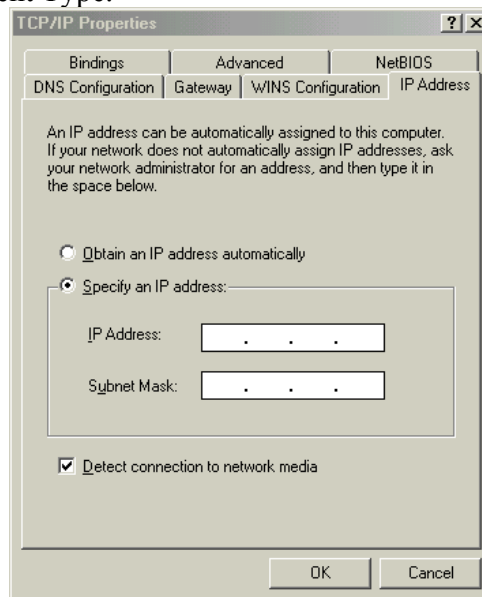 TCP/IP Properties
Bindings Advanced NetBIOS
DNS Configuration Gateway WINS Configuration IP Address
An IP address can be automatically assigned to this computer.
If your network does not automatically assign IP addresses, ask
your network administrator for an address, and then type it in
the space below.
Obtain an IP address automatically
Specify an IP address:
IP Address: . . .
Subnet Mask: . . .
Detect connection to network media
OK Cancel